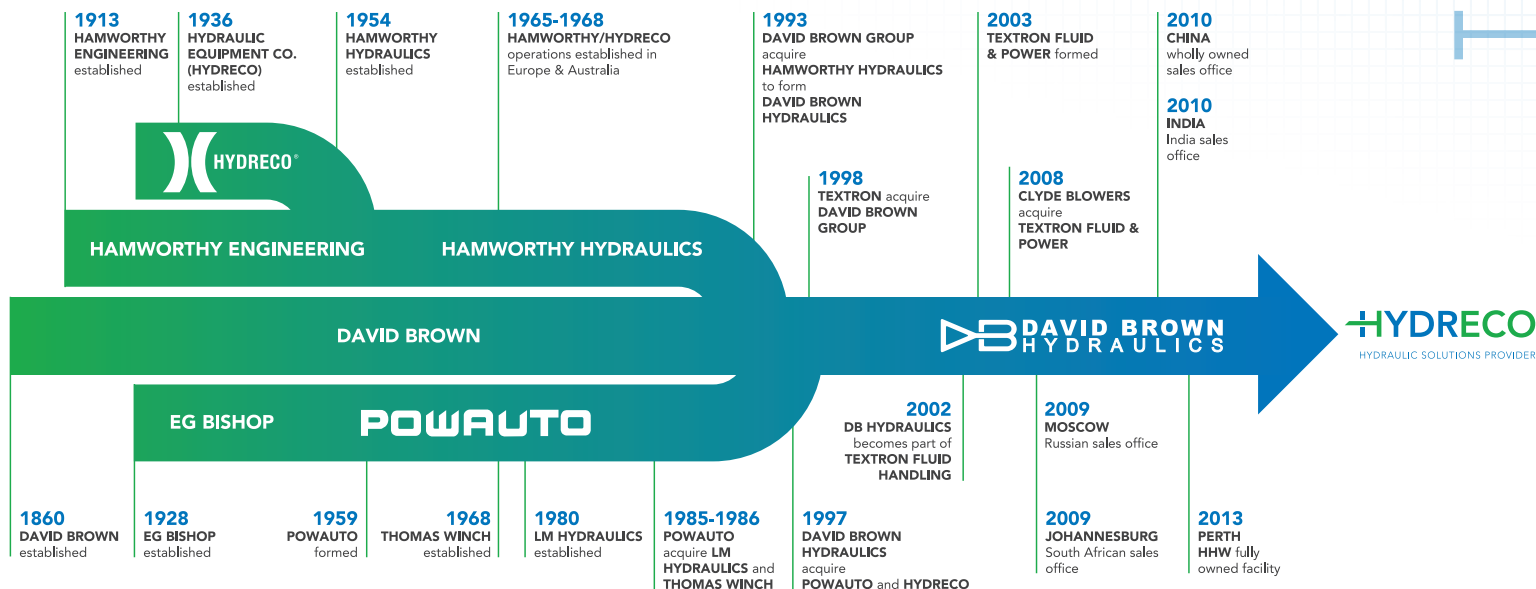 1913
HAMWORTHY
ENGINEERING
established
1936
HYDRAULIC
EQUIPMENT CO.
(HYDRECO)
established
1954
HAMWORTHY
HYDRAULICS
established
1965-1968
HAMWORTHY/HYDRECO
operations established in
Europe & Australia
1993
DAVID BROWN GROUP
acquire
HAMWORTHY HYDRAULICS
to form
DAVID BROWN
HYDRAULICS
2003
TEXTRON FLUID
& POWER formed
2010
CHINA
wholly owned
sales office
2010
INDIA
India sales
office
1998
TEXTRON acquire
DAVID BROWN
GROUP
2008
CLYDE BLOWERS
acquire
TEXTRON FLUID &
POWER
HYDRECO®
HAMWORTHY ENGINEERING
HAMWORTHY HYDRAULICS
DAVID BROWN
DB DAVID BROWN
HYDRAULICS
HYDRECO
HYDRAULIC SOLUTIONS PROVIDER
EG BISHOP
POWAUTO
2002
DB HYDRAULICS
becomes part of
TEXTRON FLUID
HANDLING
2009
MOSCOW
Russian sales office
1860
DAVID BROWN
established
1928
EG BISHOP
established
1959
POWAUTO
formed
1968
THOMAS WINCH
established
1980
LM HYDRAULICS
established
1985-1986
POWAUTO
acquire LM
HYDRAULICS and
THOMAS WINCH
1997
DAVID BROWN
HYDRAULICS
acquire
POWAUTO and HYDRECO
2009
JOHANNESBURG
South African sales
office
2013
PERTH
HHW fully
owned facility